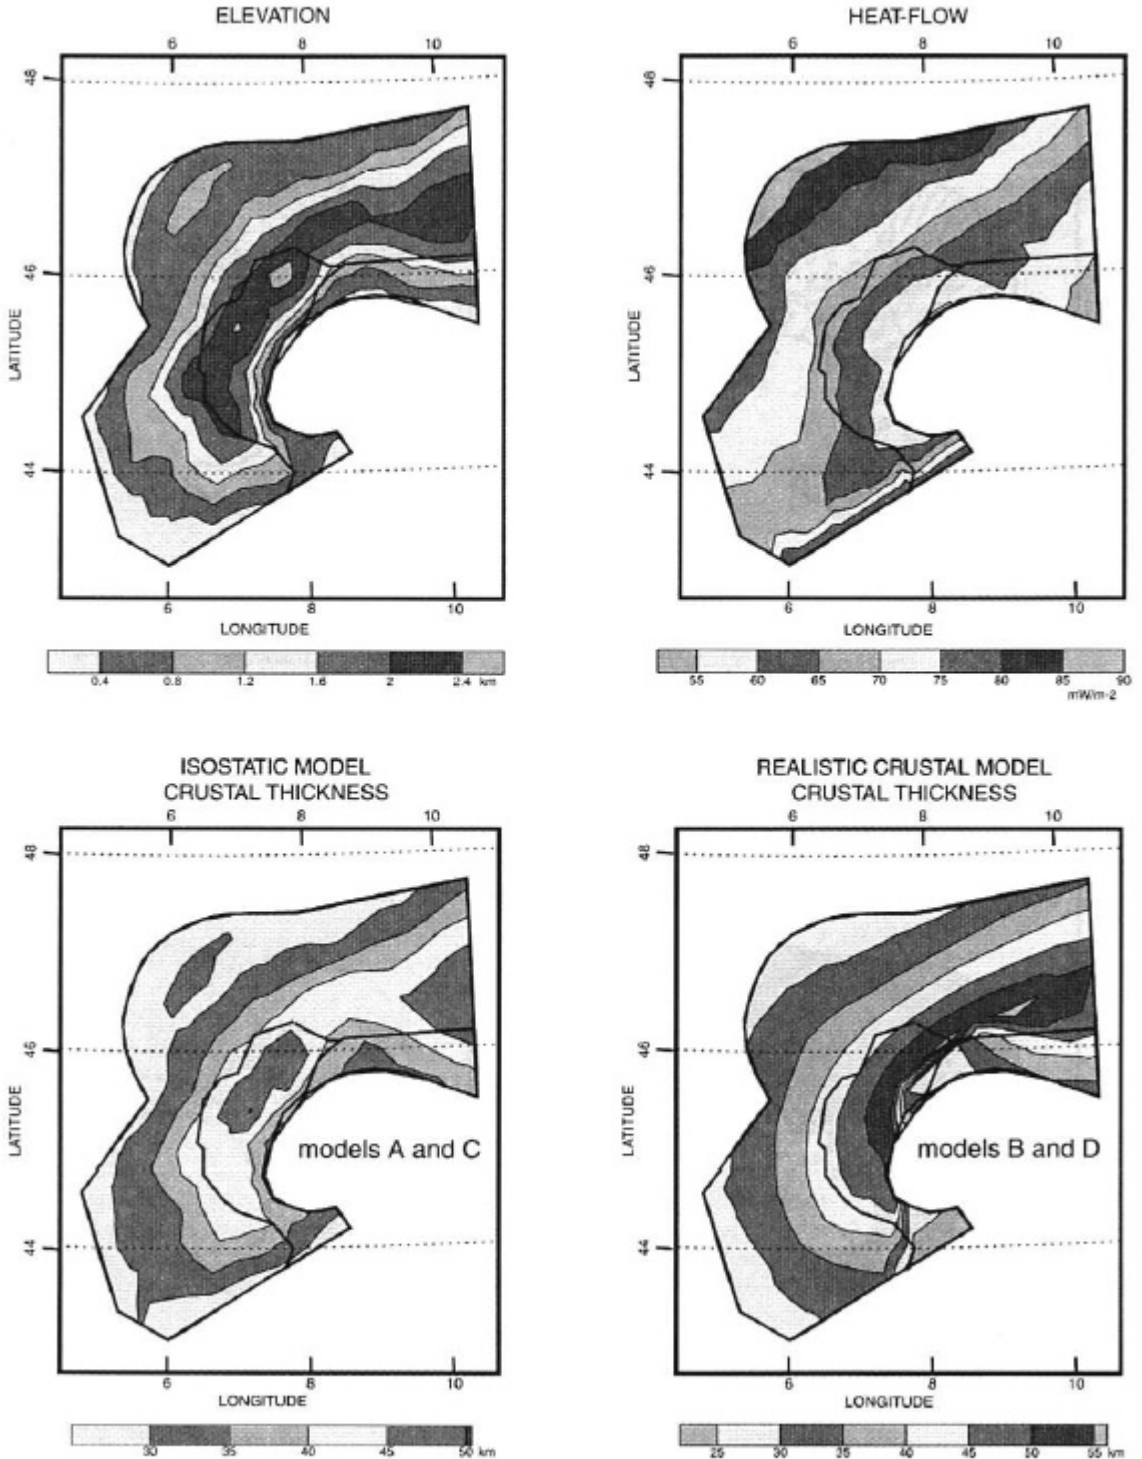 ELEVATION
6 8 10
48
46
44
LATITUDE
6 8 10
LONGITUDE
0.4 0.8 1.2 1.6 2 2.4 km
HEAT-FLOW
6 8 10
48
46
44
LATITUDE
6 8 10
LONGITUDE
55 60 65 70 75 80 85 90
mW/m-2
ISOSTATIC MODEL
CRUSTAL THICKNESS
6 8 10
48
46
44
LATITUDE
models A and C
6 8 10
LONGITUDE
30 35 40 45 50 km
REALISTIC CRUSTAL MODEL
CRUSTAL THICKNESS
6 8 10
48
46
44
LATITUDE
models B and D
6 8 10
LONGITUDE
25 30 35 40 45 50 55 km